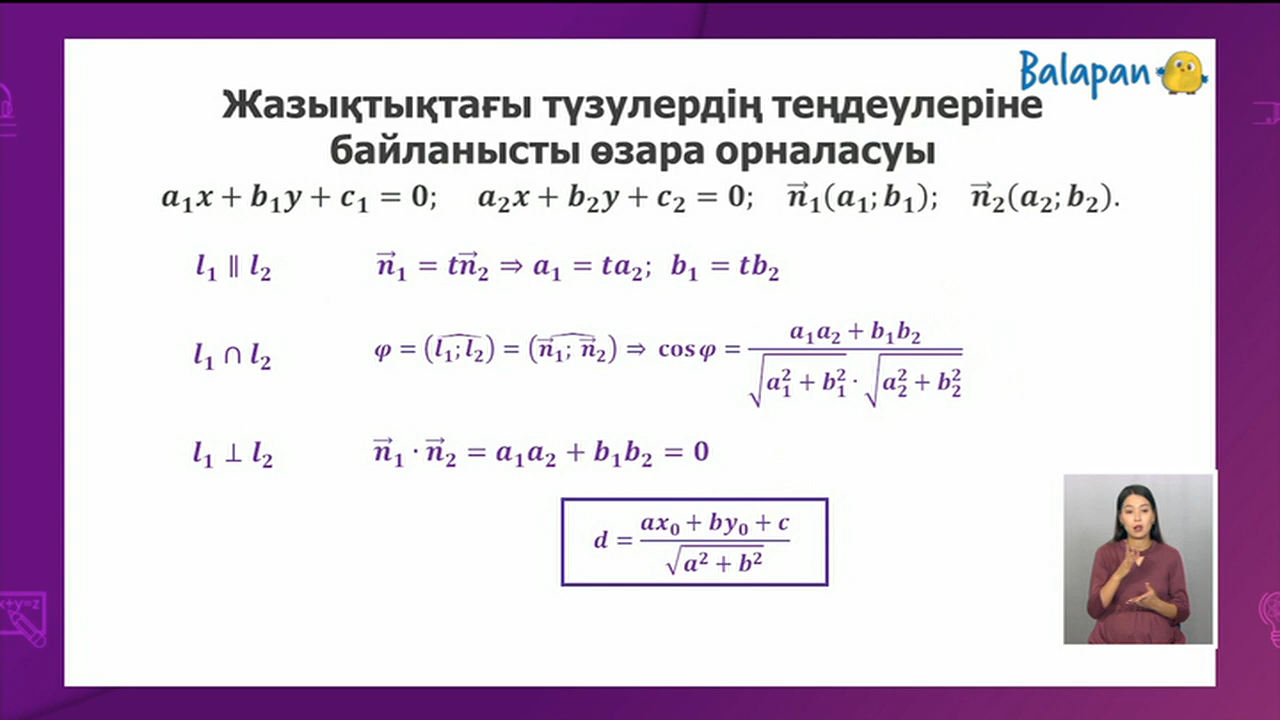 Balapan
Жазықтықтағы түзулердің теңдеулеріне
байланысты өзара орналасуы
a₁x + b₁y + c₁ = 0; a₂x + b₂y + c₂ = 0; n⃗₁(a₁; b₁); n⃗₂(a₂; b₂).
l₁ ∥ l₂ n⃗₁ = tn⃗₂ ⇒ a₁ = ta₂; b₁ = tb₂
l₁ ∩ l₂ φ = (l₁; l₂) = (n⃗₁; n⃗₂) ⇒ cos φ = (a₁a₂ + b₁b₂) / (√(a₁² + b₁²) · √(a₂² + b₂²))
l₁ ⊥ l₂ n⃗₁ · n⃗₂ = a₁a₂ + b₁b₂ = 0
d = (ax₀ + by₀ + c) / √(a² + b²)
x+y=z